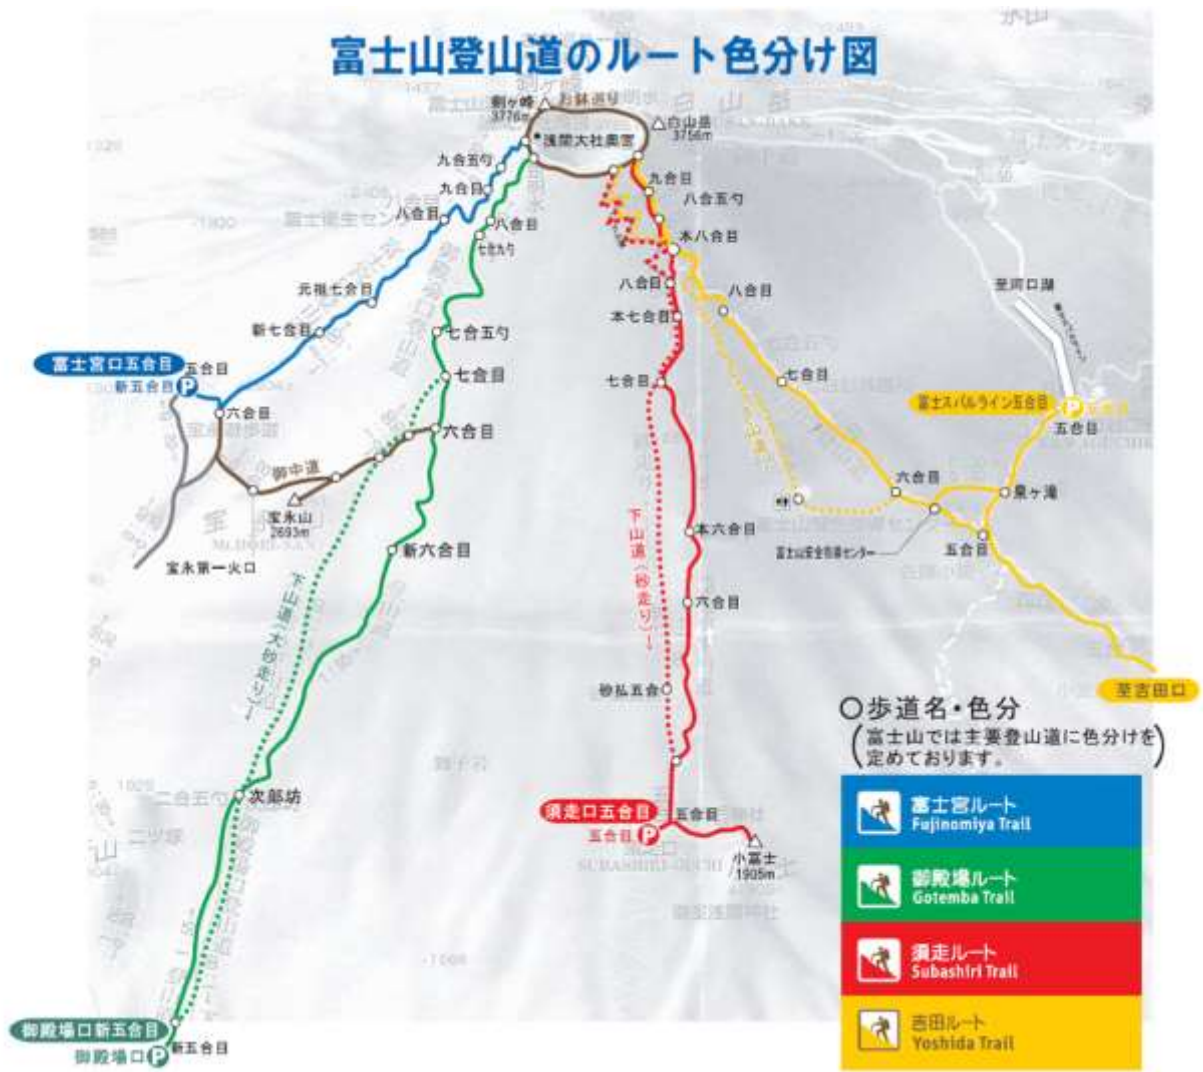 富士山登山道のルート色分け図
剣ヶ峰
3776m
お鉢巡り
白山岳
3756m
浅間大社奥宮
九合五勺
九合目
八合目
元祖七合目
新七合目
富士宮口五合目
五合目
新五合目
六合目
御中道
宝永山
2693m
宝永第一火口
八合目
七合九勺
七合五勺
七合目
六合目
新六合目
下山道(大砂走り)
次郎坊
御殿場口新五合目
御殿場口
新五合目
九合目
八合五勺
本八合目
八合目
本七合目
七合目
下山道(砂走り)
本六合目
六合目
砂払五合
須走口五合目
五合目
五合目
小富士
1905m
八合目
七合目
至河口湖
富士スバルライン五合目
五合目
六合目
泉ヶ滝
富士山安全指導センター
五合目
至吉田口
○歩道名・色分
(富士山では主要登山道に色分けを
定めております。)
富士宮ルート
Fujinomiya Trail
御殿場ルート
Gotemba Trail
須走ルート
Subashiri Trail
吉田ルート
Yoshida Trail